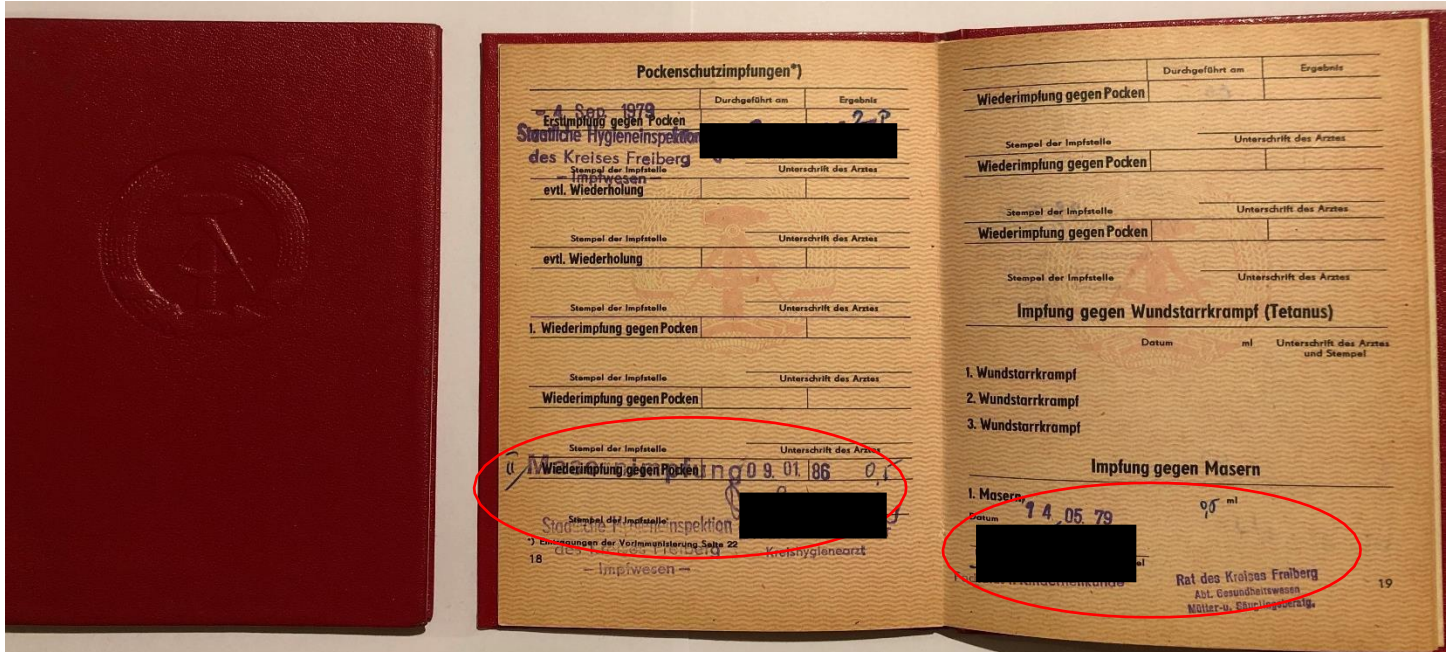 Pockenschutzimpfungen*)
Durchgeführt am Ergebnis
- 4. Sep. 1979
Erstimpfung gegen Pocken
Staatliche Hygieneinspektion
des Kreises Freiberg
Stempel der Impfstelle Unterschrift des Arztes
— Impfwesen —
evtl. Wiederholung
Stempel der Impfstelle Unterschrift des Arztes
evtl. Wiederholung
Stempel der Impfstelle Unterschrift des Arztes
1. Wiederimpfung gegen Pocken
Stempel der Impfstelle Unterschrift des Arztes
Wiederimpfung gegen Pocken
Stempel der Impfstelle Unterschrift des Arztes
Masernimpfung 09. 01. 86 0,5
Wiederimpfung gegen Pocken
Stempel der Impfstelle
Staatliche Hygieneinspektion
*) Eintragungen der Vorimmunisierung Seite 22
des Kreises Freiberg Kreishygienearzt
18
— Impfwesen —
Durchgeführt am Ergebnis
Wiederimpfung gegen Pocken
Stempel der Impfstelle Unterschrift des Arztes
Wiederimpfung gegen Pocken
Stempel der Impfstelle Unterschrift des Arztes
Wiederimpfung gegen Pocken
Stempel der Impfstelle Unterschrift des Arztes
Impfung gegen Wundstarrkrampf (Tetanus)
Datum ml Unterschrift des Arztes
und Stempel
1. Wundstarrkrampf
2. Wundstarrkrampf
3. Wundstarrkrampf
Impfung gegen Masern
1. Masern,
Datum 14. 05. 79 0,5 ml
Rat des Kreises Freiberg
Abt. Gesundheitswesen
Mütter-u. Säuglingsberatg.
19